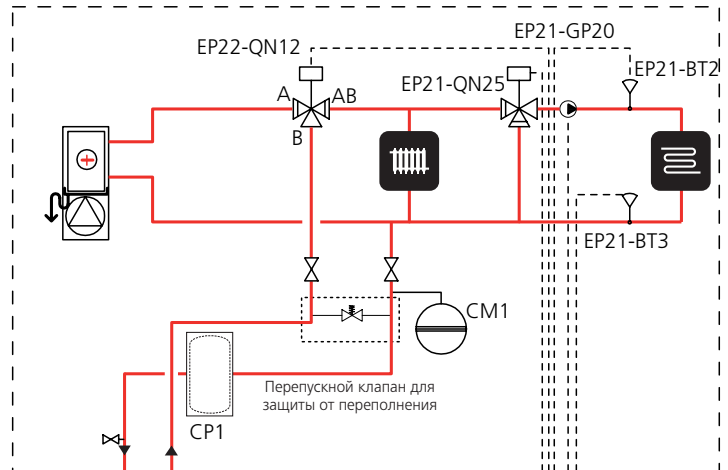 EP21-GP20
EP22-QN12
EP21-BT2
EP21-QN25
A
AB
B
EP21-BT3
CM1
Перепускной клапан для
защиты от переполнения
CP1